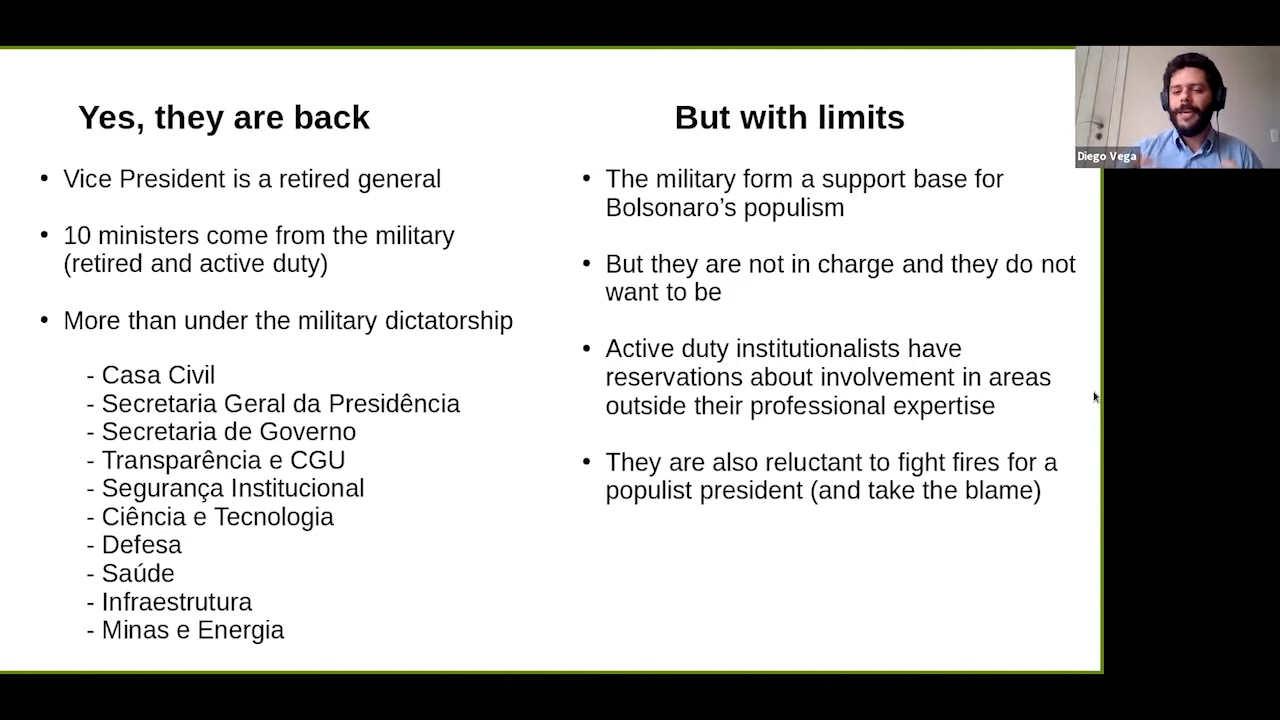 Yes, they are back
• Vice President is a retired general
• 10 ministers come from the military
(retired and active duty)
• More than under the military dictatorship
- Casa Civil
- Secretaria Geral da Presidência
- Secretaria de Governo
- Transparência e CGU
- Segurança Institucional
- Ciência e Tecnologia
- Defesa
- Saúde
- Infraestrutura
- Minas e Energia
But with limits
• The military form a support base for
Bolsonaro’s populism
• But they are not in charge and they do not
want to be
• Active duty institutionalists have
reservations about involvement in areas
outside their professional expertise
• They are also reluctant to fight fires for a
populist president (and take the blame)
Diego Vega